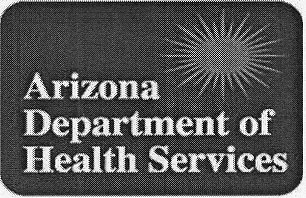 Arizona
Department of
Health Services